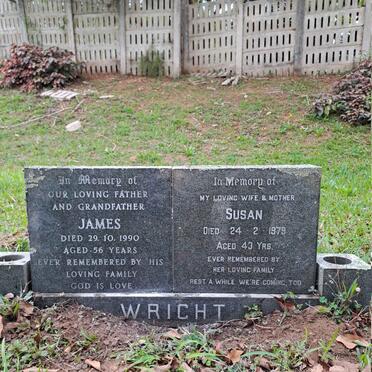 In Memory of
OUR LOVING FATHER
AND GRANDFATHER
JAMES
DIED 29.10.1990
AGED 56 YEARS
EVER REMEMBERED BY HIS
LOVING FAMILY
GOD IS LOVE
In Memory of
MY LOVING WIFE & MOTHER
SUSAN
DIED 24 2 1979
AGED 43 YRS.
EVER REMEMBERED BY
HER LOVING FAMILY
REST A WHILE WE'RE COMING TOO
WRIGHT